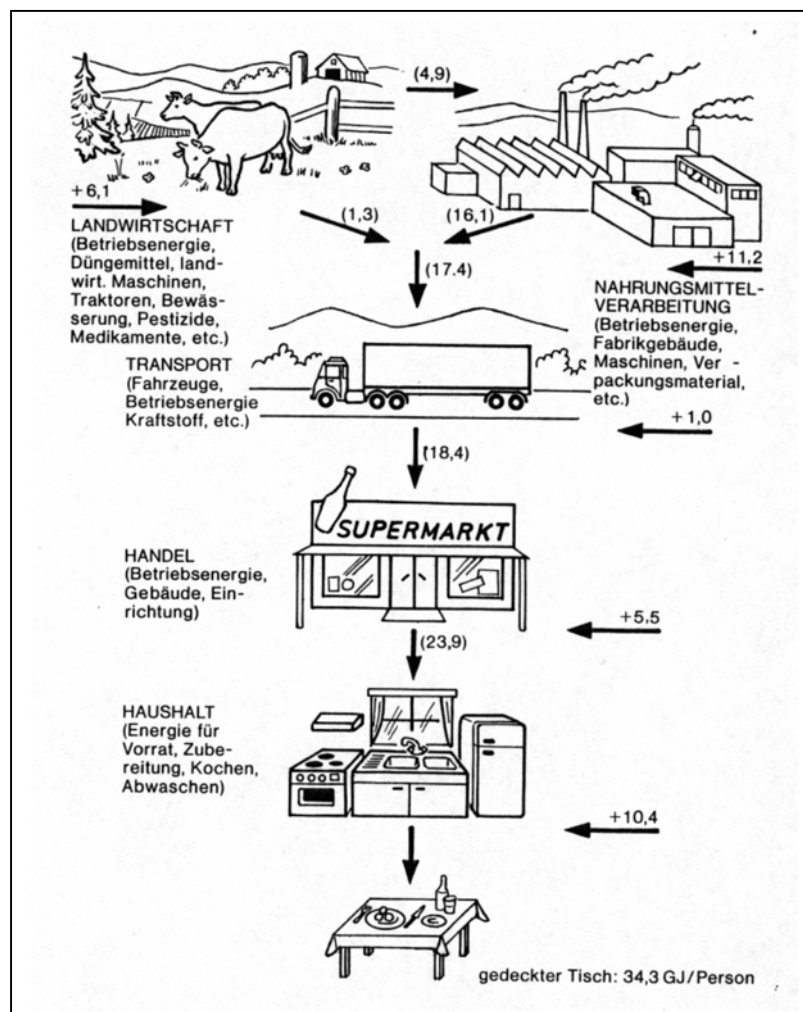 (4,9)
+6,1
(1,3)
(16,1)
LANDWIRTSCHAFT
(Betriebsenergie,
Düngemittel, land-
wirt. Maschinen,
Traktoren, Bewäs-
serung, Pestizide,
Medikamente, etc.)
+11,2
(17.4)
NAHRUNGSMITTEL-
VERARBEITUNG
(Betriebsenergie,
Fabrikgebäude,
Maschinen, Ver -
packungsmaterial,
etc.)
TRANSPORT
(Fahrzeuge,
Betriebsenergie
Kraftstoff, etc.)
+1,0
(18,4)
SUPERMARKT
HANDEL
(Betriebsenergie,
Gebäude, Ein-
richtung)
+5,5
(23,9)
HAUSHALT
(Energie für
Vorrat, Zube-
reitung, Kochen,
Abwaschen)
+10,4
gedeckter Tisch: 34,3 GJ/Person